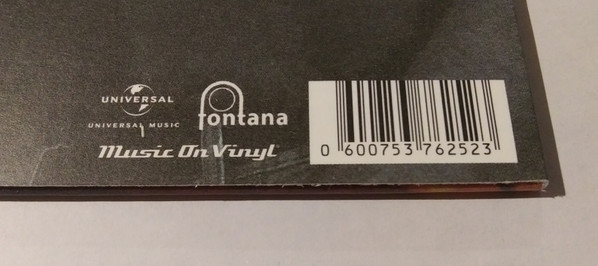 UNIVERSAL
UNIVERSAL MUSIC
fontana
Music On Vinyl
0 600753 762523